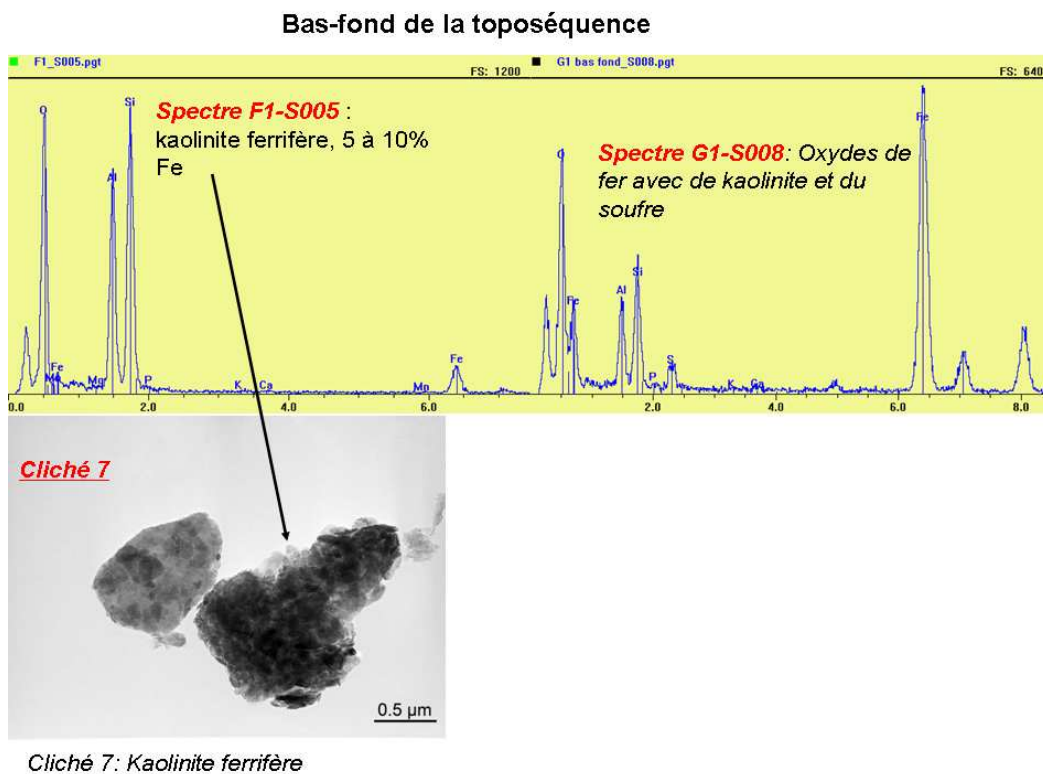 Bas-fond de la toposéquence
F1_S005.pgt
FS: 1200
O
Si
Al
Fe
Mg
P
K
Ca
Mn
Fe
0.0 2.0 4.0 6.0
Spectre F1-S005 :
kaolinite ferrifère, 5 à 10%
Fe
G1 bas fond_S008.pgt
FS: 640
O
Fe
Al
Si
P
S
K
Ca
Fe
2.0 4.0 6.0 8.0
Spectre G1-S008: Oxydes de
fer avec de kaolinite et du
soufre
Cliché 7
0.5 µm
Cliché 7: Kaolinite ferrifère